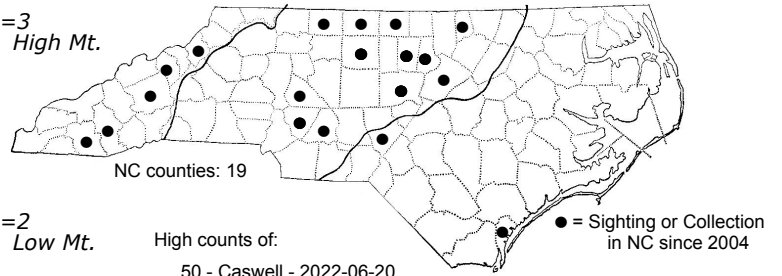 =3
High Mt.
NC counties: 19
=2
Low Mt.
High counts of:
50 - Caswell - 2022-06-20
● = Sighting or Collection
in NC since 2004